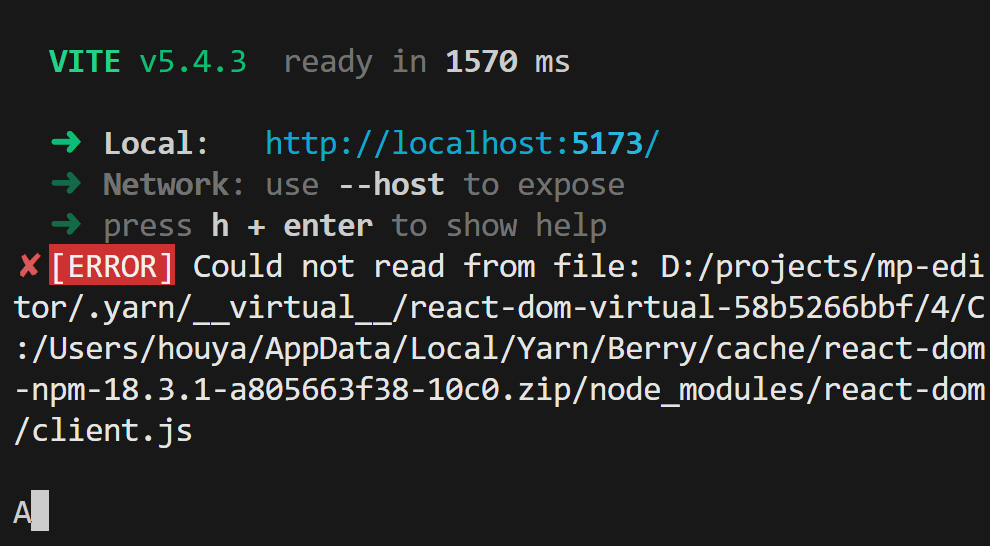 VITE v5.4.3  ready in 1570 ms
➜ Local:   http://localhost:5173/
➜ Network: use --host to expose
➜ press h + enter to show help
✘ [ERROR] Could not read from file: D:/projects/mp-edi
tor/.yarn/__virtual__/react-dom-virtual-58b5266bbf/4/C
:/Users/houya/AppData/Local/Yarn/Berry/cache/react-dom
-npm-18.3.1-a805663f38-10c0.zip/node_modules/react-dom
/client.js
A